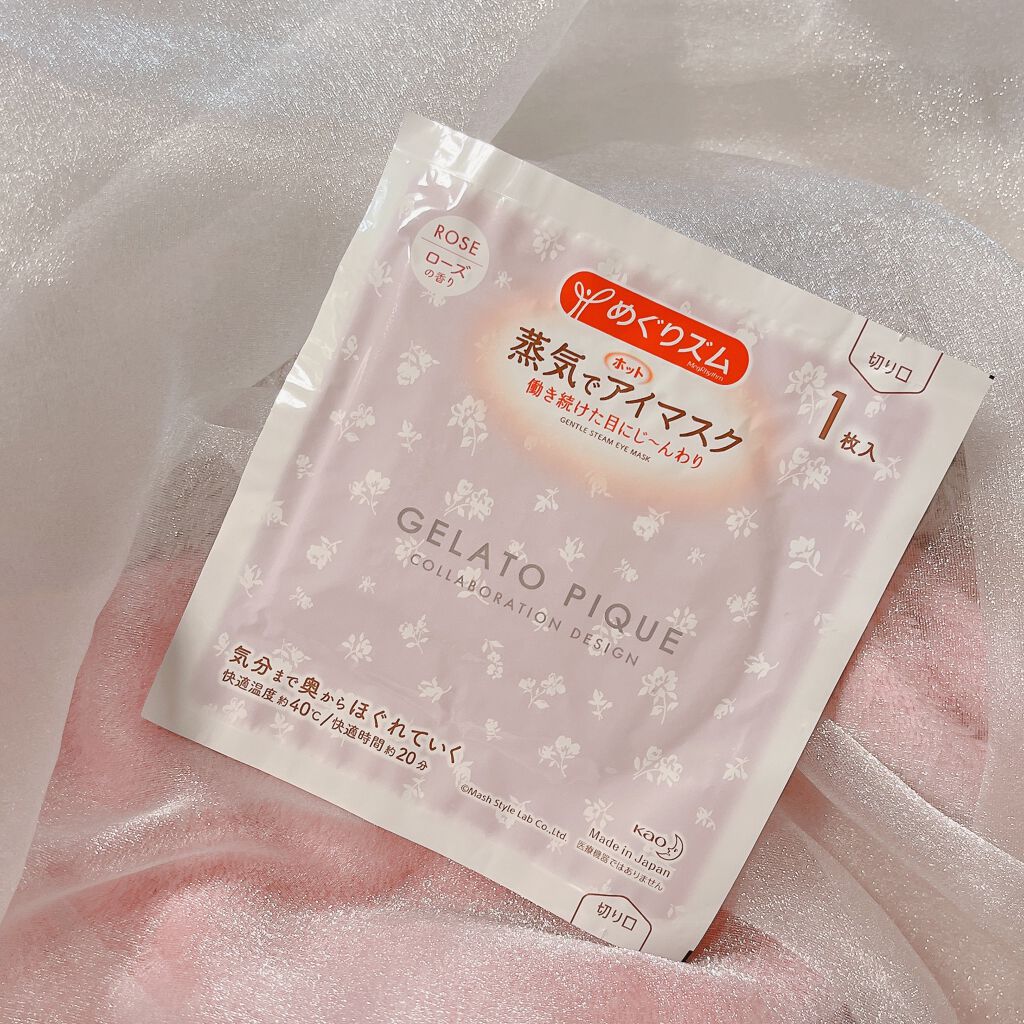 ROSE
ローズ
の香り
めぐりズム
MegRhythm
蒸気でホットアイマスク
働き続けた目にじ〜んわり
GENTLE STEAM EYE MASK
切り口
1枚入
GELATO PIQUE
COLLABORATION DESIGN
気分まで奥からほぐれていく
快適温度約40℃/快適時間約20分
©Mash Style Lab Co.,Ltd.
Kao
Made in Japan
医療機器ではありません
切り口